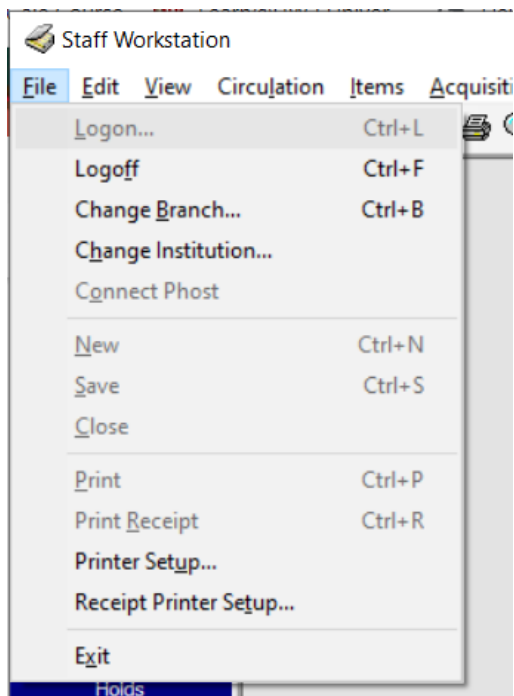 Staff Workstation
File Edit View Circulation Items Acquisiti
Logon... Ctrl+L
Logoff Ctrl+F
Change Branch... Ctrl+B
Change Institution...
Connect Phost
New Ctrl+N
Save Ctrl+S
Close
Print Ctrl+P
Print Receipt Ctrl+R
Printer Setup...
Receipt Printer Setup...
Exit
Holds